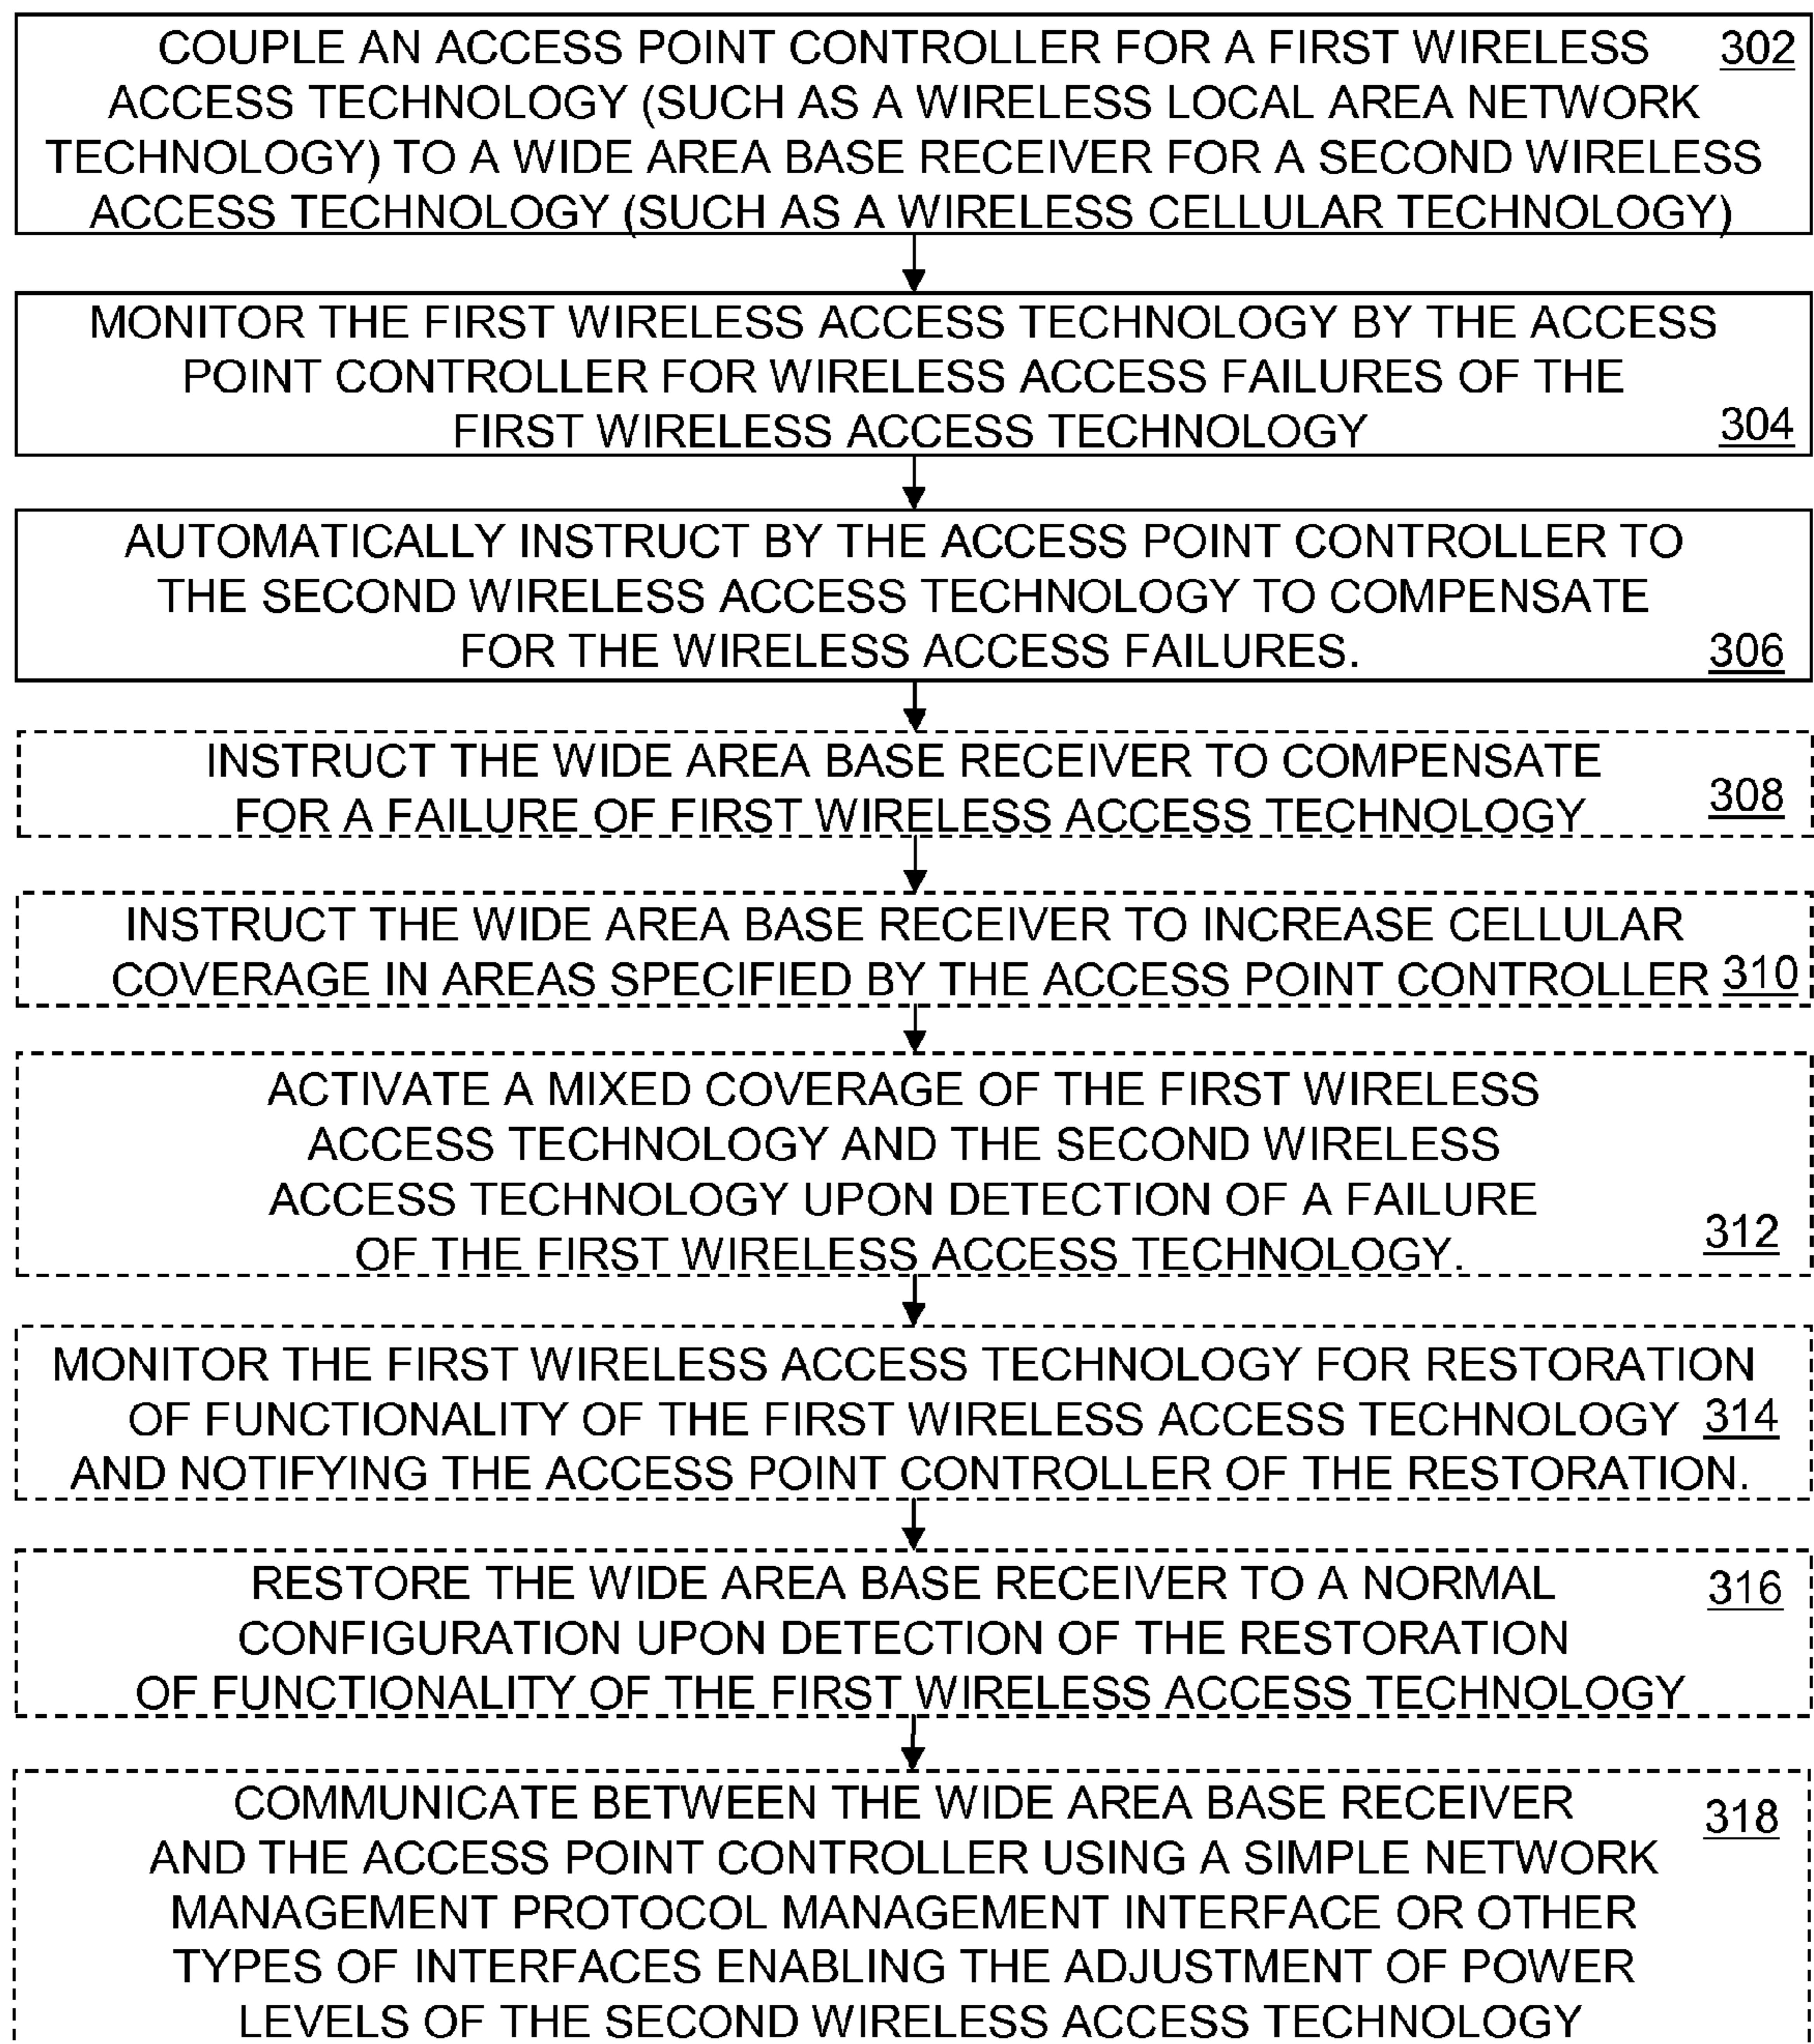 COUPLE AN ACCESS POINT CONTROLLER FOR A FIRST WIRELESS 302
ACCESS TECHNOLOGY (SUCH AS A WIRELESS LOCAL AREA NETWORK
TECHNOLOGY) TO A WIDE AREA BASE RECEIVER FOR A SECOND WIRELESS
ACCESS TECHNOLOGY (SUCH AS A WIRELESS CELLULAR TECHNOLOGY)
MONITOR THE FIRST WIRELESS ACCESS TECHNOLOGY BY THE ACCESS
POINT CONTROLLER FOR WIRELESS ACCESS FAILURES OF THE
FIRST WIRELESS ACCESS TECHNOLOGY 304
AUTOMATICALLY INSTRUCT BY THE ACCESS POINT CONTROLLER TO
THE SECOND WIRELESS ACCESS TECHNOLOGY TO COMPENSATE
FOR THE WIRELESS ACCESS FAILURES. 306
INSTRUCT THE WIDE AREA BASE RECEIVER TO COMPENSATE
FOR A FAILURE OF FIRST WIRELESS ACCESS TECHNOLOGY 308
INSTRUCT THE WIDE AREA BASE RECEIVER TO INCREASE CELLULAR
COVERAGE IN AREAS SPECIFIED BY THE ACCESS POINT CONTROLLER 310
ACTIVATE A MIXED COVERAGE OF THE FIRST WIRELESS
ACCESS TECHNOLOGY AND THE SECOND WIRELESS
ACCESS TECHNOLOGY UPON DETECTION OF A FAILURE
OF THE FIRST WIRELESS ACCESS TECHNOLOGY. 312
MONITOR THE FIRST WIRELESS ACCESS TECHNOLOGY FOR RESTORATION
OF FUNCTIONALITY OF THE FIRST WIRELESS ACCESS TECHNOLOGY 314
AND NOTIFYING THE ACCESS POINT CONTROLLER OF THE RESTORATION.
RESTORE THE WIDE AREA BASE RECEIVER TO A NORMAL 316
CONFIGURATION UPON DETECTION OF THE RESTORATION
OF FUNCTIONALITY OF THE FIRST WIRELESS ACCESS TECHNOLOGY
COMMUNICATE BETWEEN THE WIDE AREA BASE RECEIVER 318
AND THE ACCESS POINT CONTROLLER USING A SIMPLE NETWORK
MANAGEMENT PROTOCOL MANAGEMENT INTERFACE OR OTHER
TYPES OF INTERFACES ENABLING THE ADJUSTMENT OF POWER
LEVELS OF THE SECOND WIRELESS ACCESS TECHNOLOGY